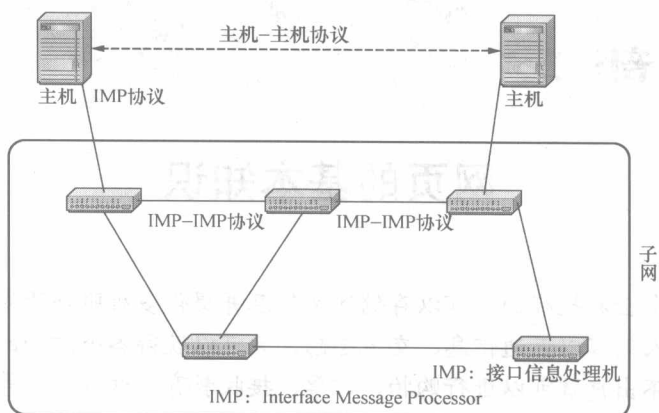 主机–主机协议
主机 IMP协议
主机
IMP–IMP协议
IMP–IMP协议
子网
IMP：接口信息处理机
IMP：Interface Message Processor